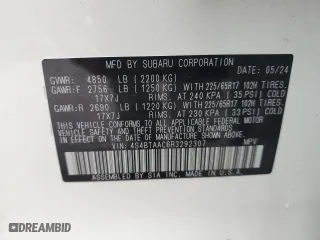 MFD BY SUBARU CORPORATION 05/24
GVWR: 4850 LB (2200 KG)
GAWR:F 2756 LB (1250 KG) WITH 225/65R17 102H TIRES,
17X7J RIMS, AT 240 KPA (35 PSI) COLD
GAWR:R 2690 LB (1220 KG) WITH 225/65R17 102H TIRES,
17X7J RIMS, AT 230 KPA (33 PSI) COLD
THIS VEHICLE CONFORMS TO ALL APPLICABLE FEDERAL MOTOR
VEHICLE SAFETY, BUMPER, AND THEFT PREVENTION STANDARDS
IN EFFECT ON THE DATE OF MANUFACTURE SHOWN ABOVE.
VIN: 4S4BTAAC6R3292307 MPV
ASSEMBLED BY SIA INC. MADE IN U.S.A.
DEALERSHIP AUCTION HISTORY